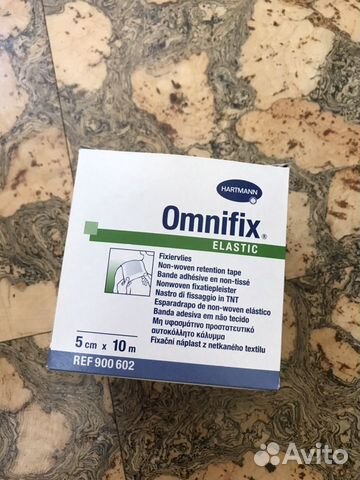 HARTMANN
Omnifix®
ELASTIC
Fixiervlies
Non-woven retention tape
Bande adhésive en non-tissé
Nonwoven fixatiepleister
Nastro di fissaggio in TNT
Esparadrapo de non-woven elástico
Banda adesiva em não tecido
Μη υφασμάτινο προστατευτικό
αυτοκόλλητο κάλυμμα
Fixační náplast z netkaného textilu
5 cm x 10 m
REF 900 602
Avito